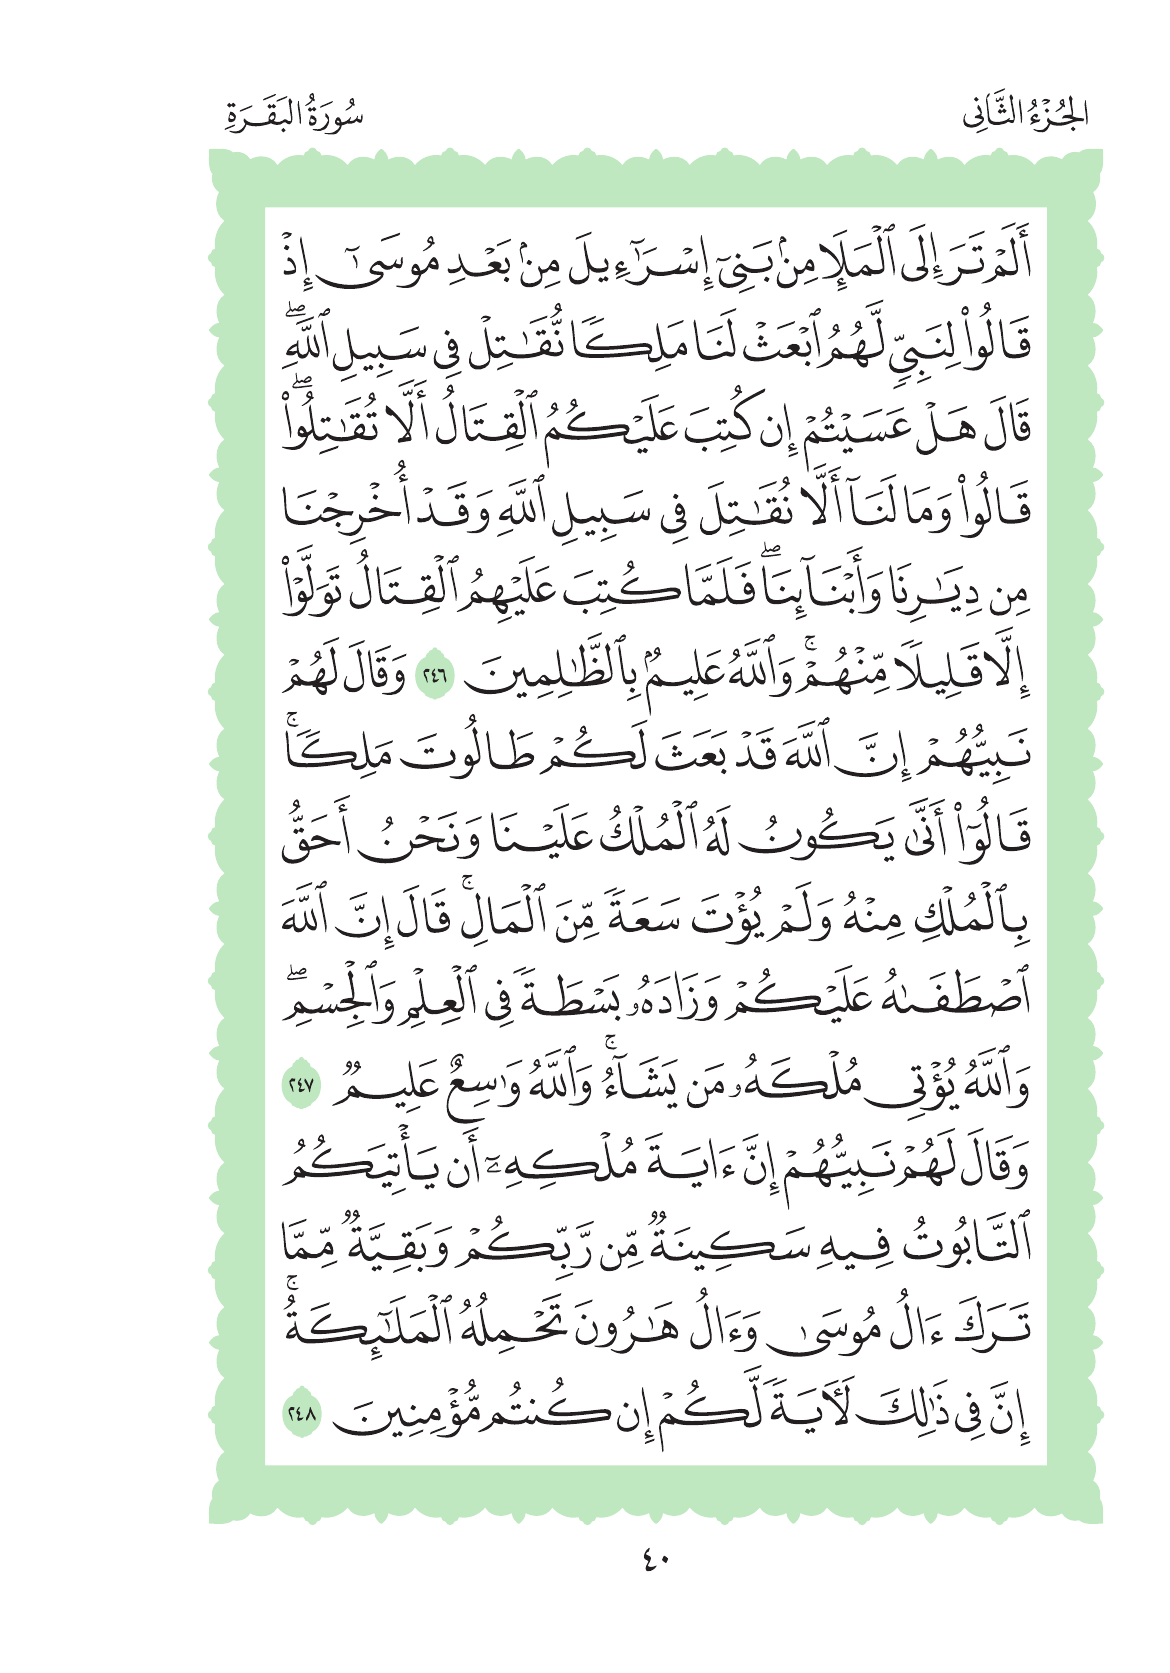 الجُزْءُ الثَّانِي
سُورَةُ البَقَرَةِ
أَلَمْ تَرَ إِلَى ٱلْمَلَإِ مِنۢ بَنِىٓ إِسْرَٰٓءِيلَ مِنۢ بَعْدِ مُوسَىٰٓ إِذْ
قَالُوا۟ لِنَبِىٍّ لَّهُمُ ٱبْعَثْ لَنَا مَلِكًا نُّقَٰتِلْ فِى سَبِيلِ ٱللَّهِ ۖ
قَالَ هَلْ عَسَيْتُمْ إِن كُتِبَ عَلَيْكُمُ ٱلْقِتَالُ أَلَّا تُقَٰتِلُوا۟ ۖ
قَالُوا۟ وَمَا لَنَآ أَلَّا نُقَٰتِلَ فِى سَبِيلِ ٱللَّهِ وَقَدْ أُخْرِجْنَا
مِن دِيَٰرِنَا وَأَبْنَآئِنَا ۖ فَلَمَّا كُتِبَ عَلَيْهِمُ ٱلْقِتَالُ تَوَلَّوْا۟
إِلَّا قَلِيلًا مِّنْهُمْ ۚ وَٱللَّهُ عَلِيمٌۢ بِٱلظَّٰلِمِينَ ٢٤٦ وَقَالَ لَهُمْ
نَبِيُّهُمْ إِنَّ ٱللَّهَ قَدْ بَعَثَ لَكُمْ طَالُوتَ مَلِكًا ۚ
قَالُوٓا۟ أَنَّىٰ يَكُونُ لَهُ ٱلْمُلْكُ عَلَيْنَا وَنَحْنُ أَحَقُّ
بِٱلْمُلْكِ مِنْهُ وَلَمْ يُؤْتَ سَعَةً مِّنَ ٱلْمَالِ ۚ قَالَ إِنَّ ٱللَّهَ
ٱصْطَفَىٰهُ عَلَيْكُمْ وَزَادَهُۥ بَسْطَةً فِى ٱلْعِلْمِ وَٱلْجِسْمِ ۖ
وَٱللَّهُ يُؤْتِى مُلْكَهُۥ مَن يَشَآءُ ۚ وَٱللَّهُ وَٰسِعٌ عَلِيمٌ ٢٤٧
وَقَالَ لَهُمْ نَبِيُّهُمْ إِنَّ ءَايَةَ مُلْكِهِۦٓ أَن يَأْتِيَكُمُ
ٱلتَّابُوتُ فِيهِ سَكِينَةٌ مِّن رَّبِّكُمْ وَبَقِيَّةٌ مِّمَّا
تَرَكَ ءَالُ مُوسَىٰ وَءَالُ هَٰرُونَ تَحْمِلُهُ ٱلْمَلَٰٓئِكَةُ ۚ
إِنَّ فِى ذَٰلِكَ لَءَايَةً لَّكُمْ إِن كُنتُم مُّؤْمِنِينَ ٢٤٨
٤٠